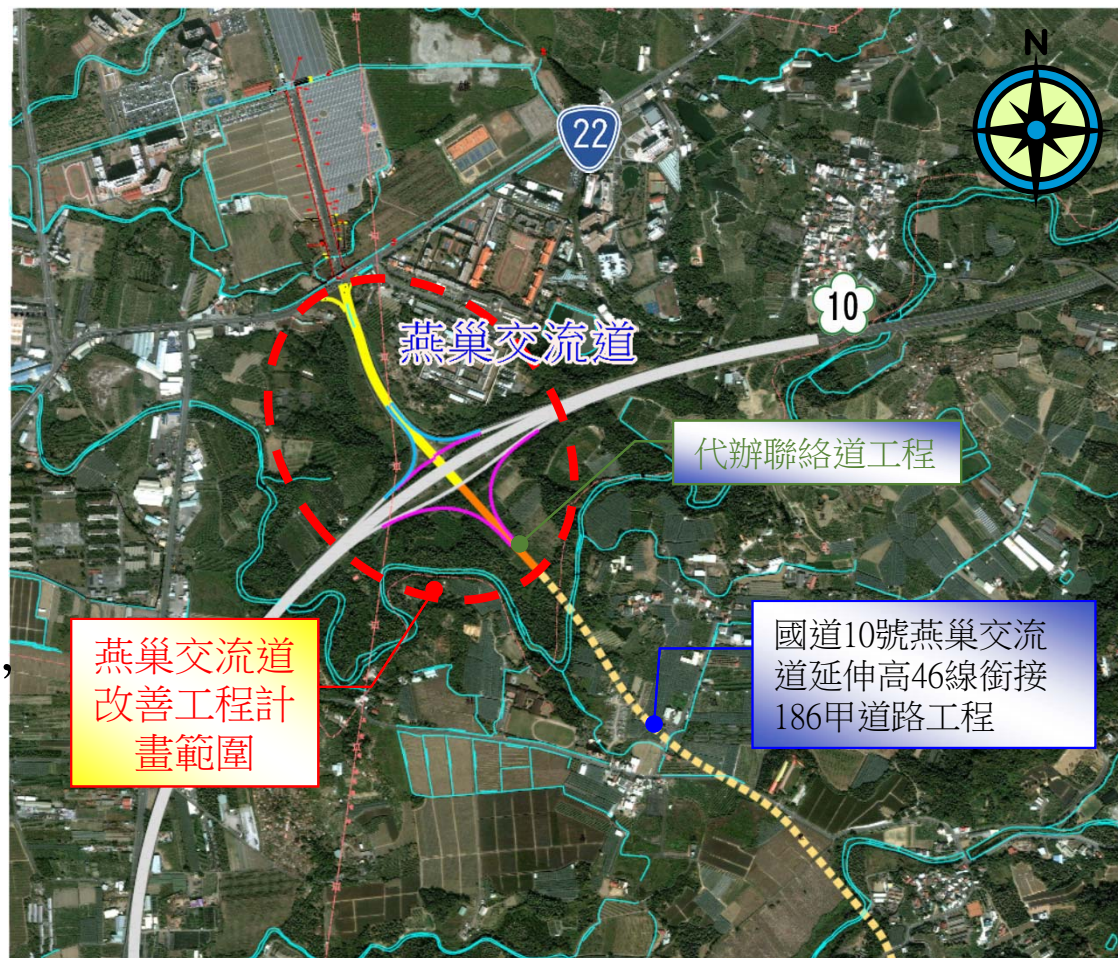 N
22
10
燕巢交流道
代辦聯絡道工程
國道10號燕巢交流
道延伸高46線銜接
186甲道路工程
燕巢交流道
改善工程計
畫範圍
,